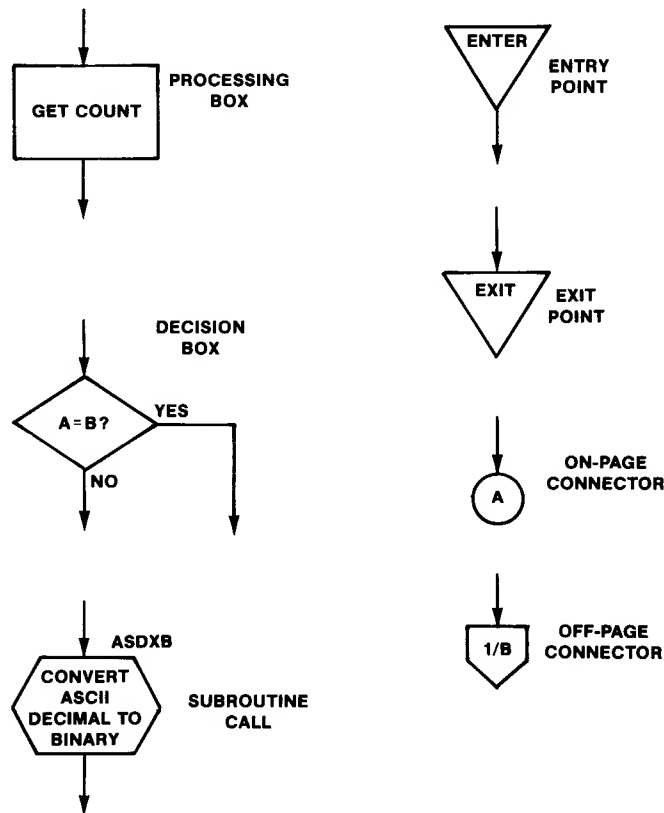 PROCESSING
BOX
GET COUNT
DECISION
BOX
A=B?
YES
NO
ASDXB
CONVERT
ASCII
DECIMAL TO
BINARY
SUBROUTINE
CALL
ENTER
ENTRY
POINT
EXIT
EXIT
POINT
A
ON-PAGE
CONNECTOR
1/B
OFF-PAGE
CONNECTOR